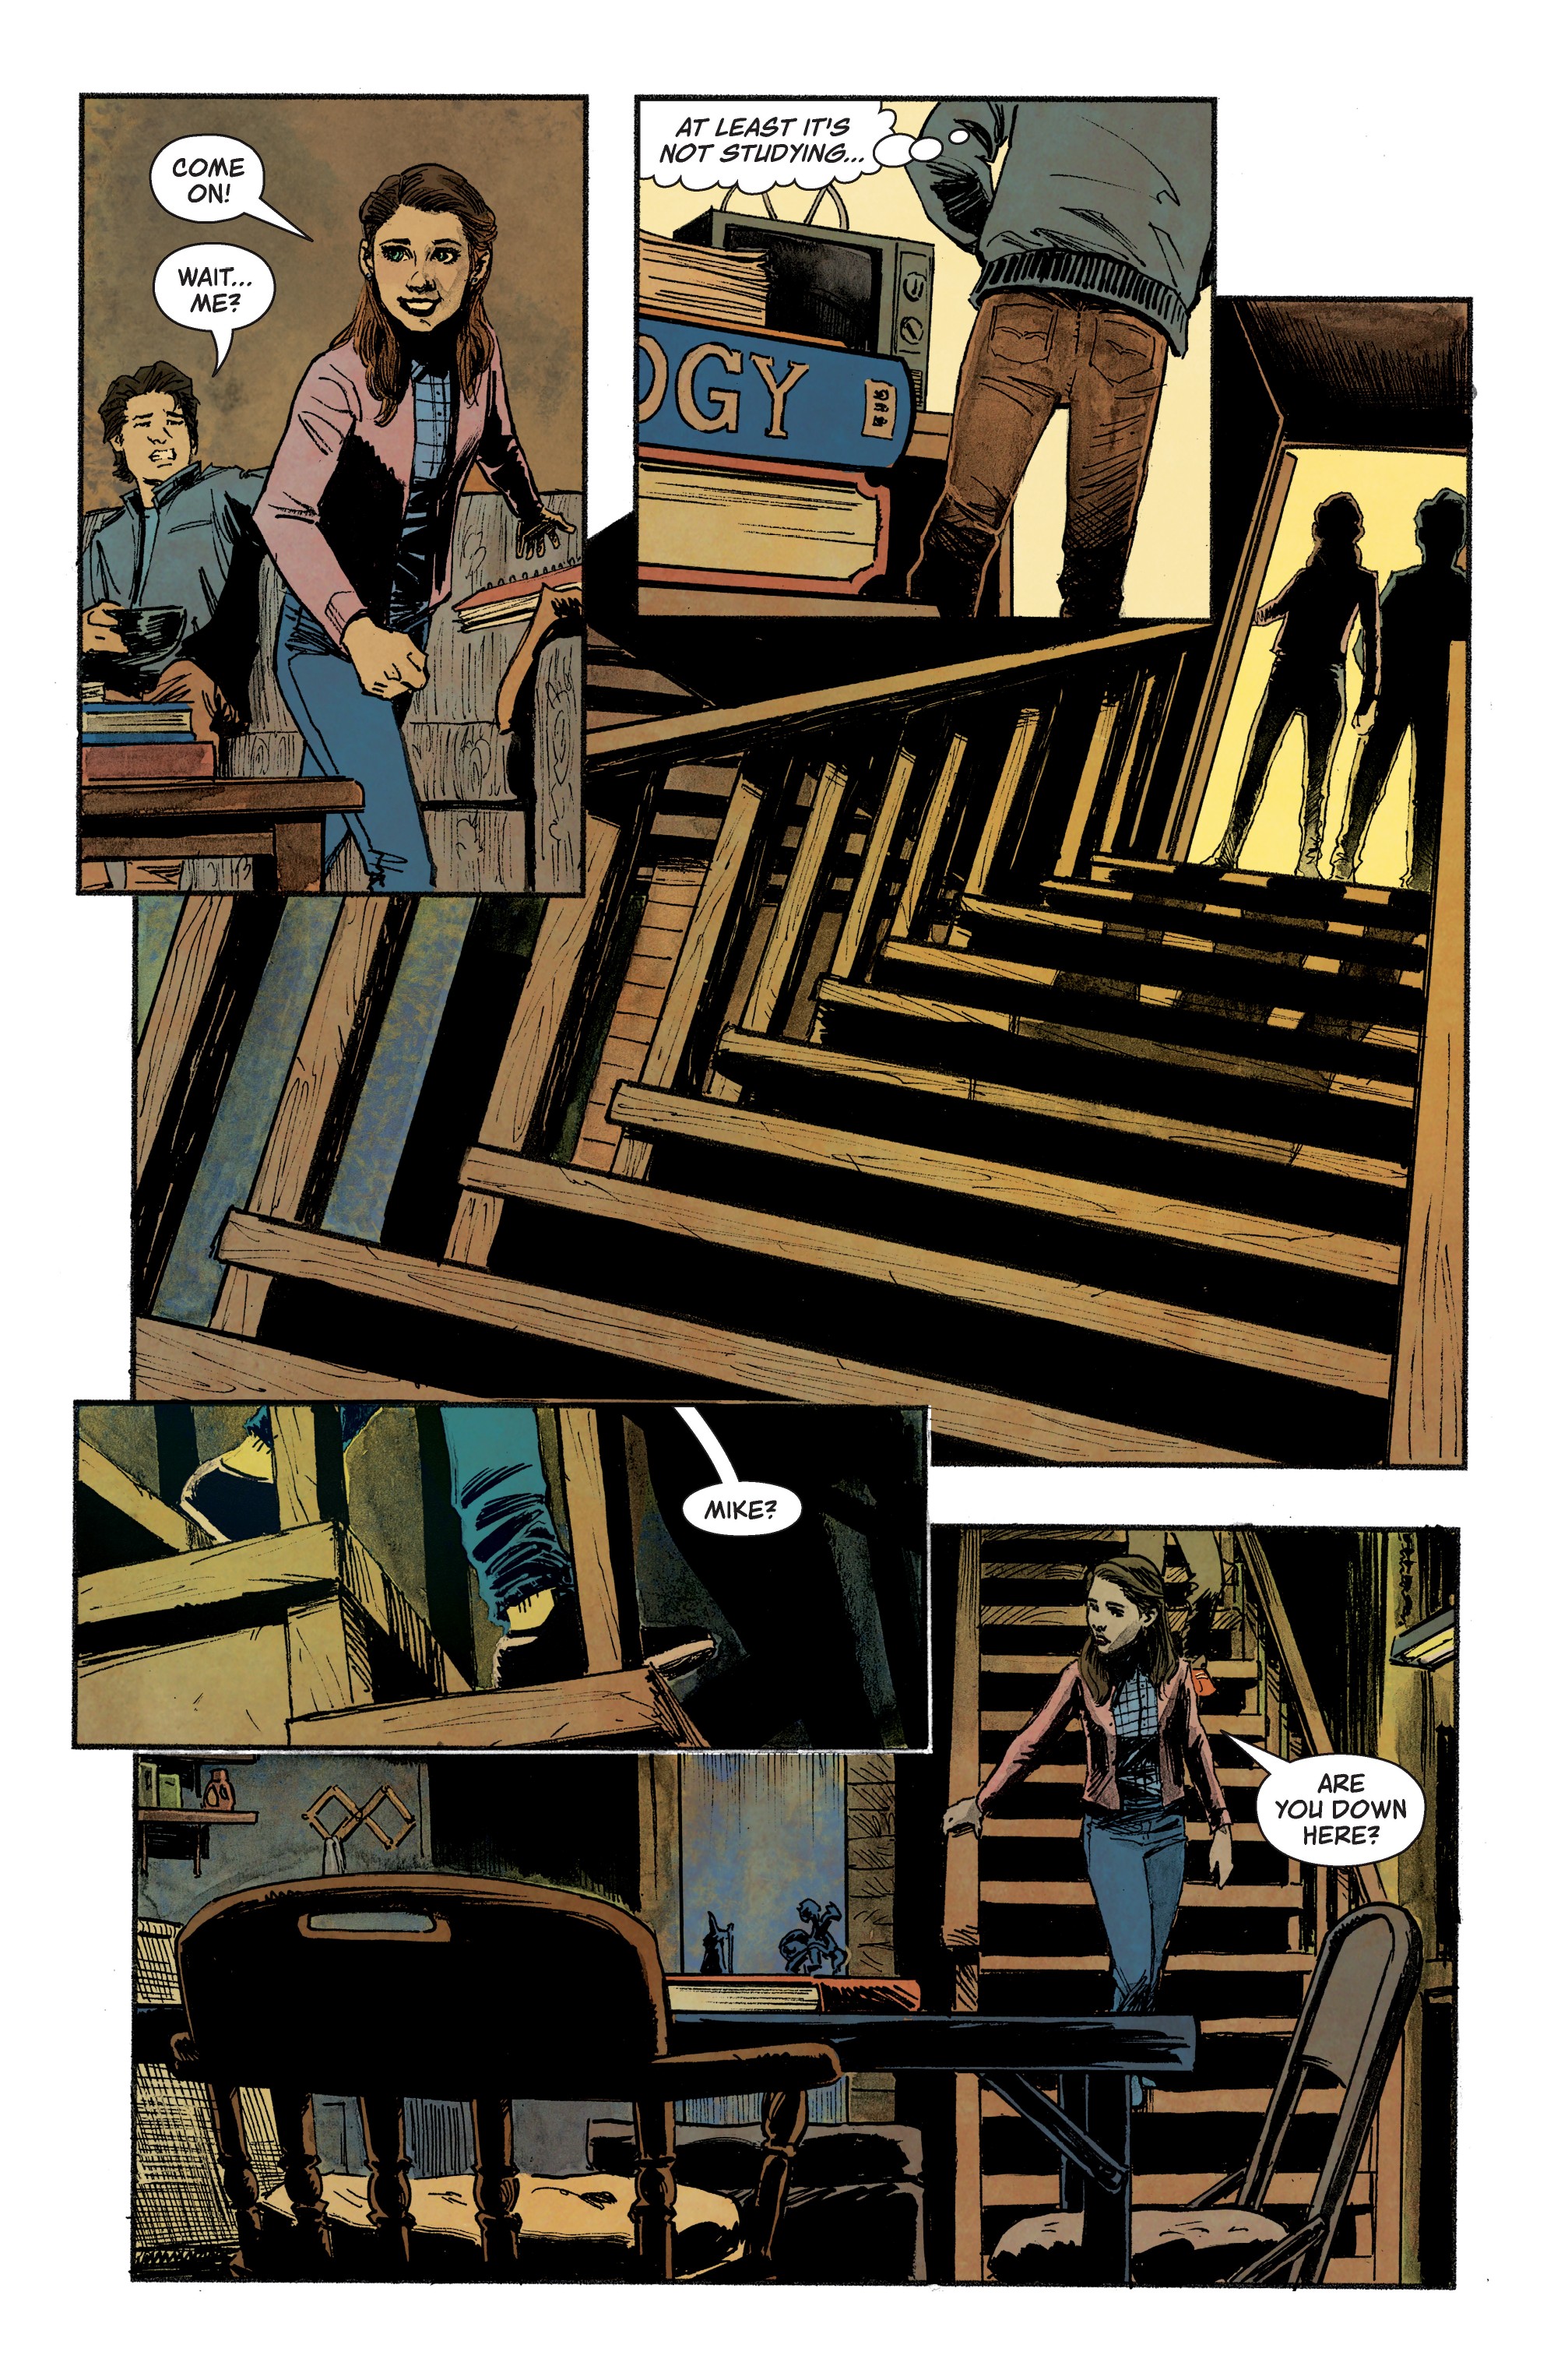 COME
ON!
WAIT...
ME?
AT LEAST IT'S
NOT STUDYING...
OGY
MIKE?
ARE
YOU DOWN
HERE?